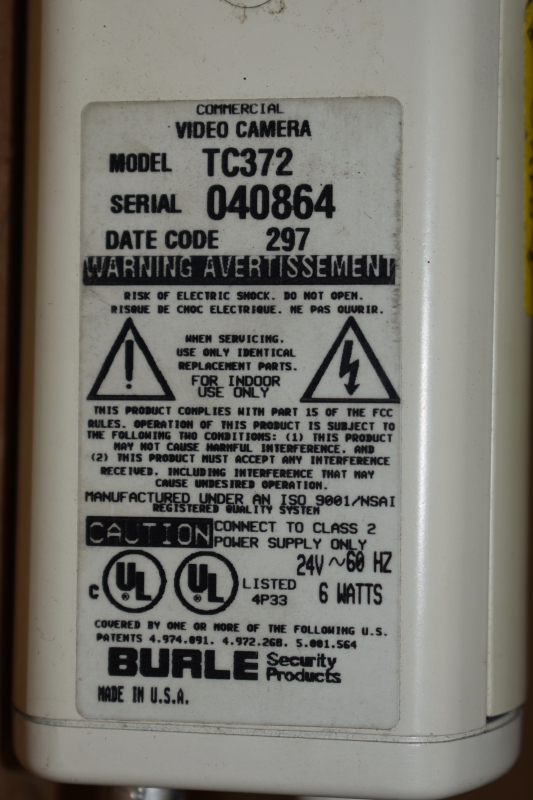 COMMERCIAL
VIDEO CAMERA
MODEL TC372
SERIAL 040864
DATE CODE 297
WARNING AVERTISSEMENT
RISK OF ELECTRIC SHOCK. DO NOT OPEN.
RISQUE DE CHOC ELECTRIQUE. NE PAS OUVRIR.
WHEN SERVICING,
USE ONLY IDENTICAL
REPLACEMENT PARTS.
FOR INDOOR
USE ONLY
THIS PRODUCT COMPLIES WITH PART 15 OF THE FCC
RULES. OPERATION OF THIS PRODUCT IS SUBJECT TO
THE FOLLOWING TWO CONDITIONS: (1) THIS PRODUCT
MAY NOT CAUSE HARMFUL INTERFERENCE, AND
(2) THIS PRODUCT MUST ACCEPT ANY INTERFERENCE
RECEIVED, INCLUDING INTERFERENCE THAT MAY
CAUSE UNDESIRED OPERATION.
MANUFACTURED UNDER AN ISO 9001/NSAI
REGISTERED QUALITY SYSTEM
CAUTION CONNECT TO CLASS 2
POWER SUPPLY ONLY
24V ~60 HZ
C UL ® UL ® LISTED 6 WATTS
4P33
COVERED BY ONE OR MORE OF THE FOLLOWING U.S.
PATENTS 4,974,091, 4,972,268, 5,001,564
BURLE Security
Products
MADE IN U.S.A.